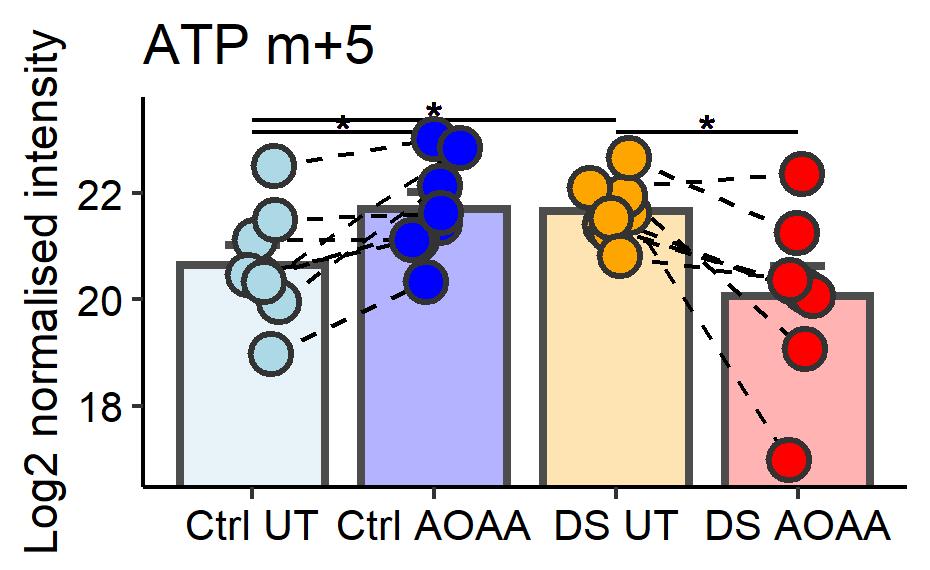 ATP m+5
Log2 normalised intensity
*
* *
22
20
18
Ctrl UT Ctrl AOAA DS UT DS AOAA